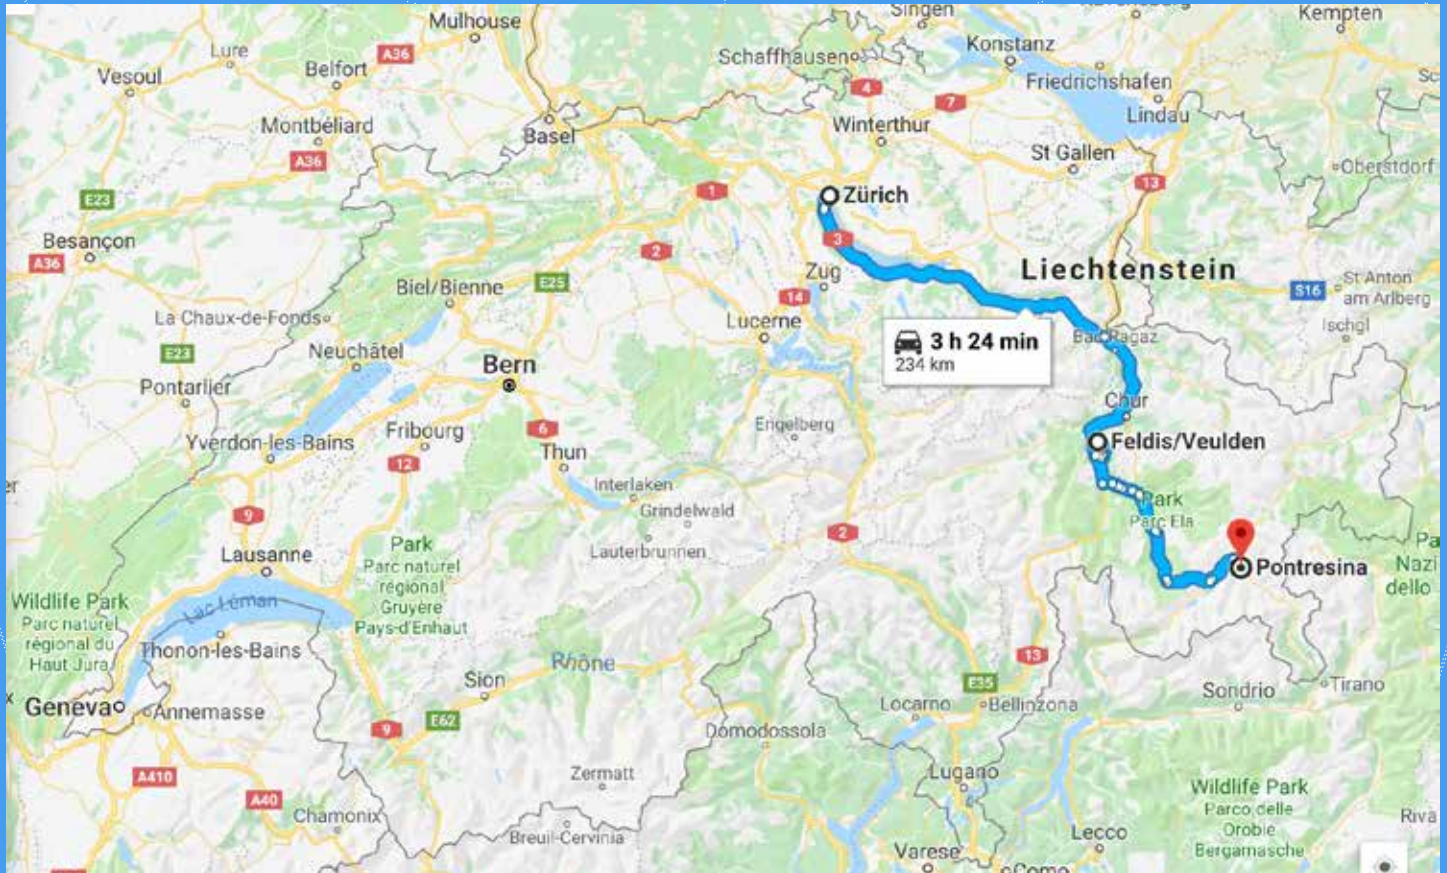 Mulhouse
Singen
Kempten
Lure
A36
Schaffhausen
Konstanz
Vesoul
Belfort
Friedrichshafen
4
7
Lindau
Montbéliard
Basel
Winterthur
A36
St Gallen
Oberstdorf
E23
1
13
Zürich
Besançon
A36
2
3
Liechtenstein
Zug
St Anton
am Arlberg
S16
Biel/Bienne
E25
14
La Chaux-de-Fonds
Lucerne
Ischgl
E23
Neuchâtel
3 h 24 min
234 km
Bad Ragaz
Bern
Pontarlier
Chur
Yverdon-les-Bains
Fribourg
6
Engelberg
Feldis/Veulden
12
Thun
Interlaken
Park
Parc Ela
9
Grindelwald
2
Lausanne
Park
Parc naturel
régional
Gruyère
Pays-d'Enhaut
Lauterbrunnen
Pontresina
Wildlife Park
Parc naturel
régional du
Haut Jura
Lac Léman
Thonon-les-Bains
Rhône
13
Sion
E35
Sondrio
Tirano
Geneva
Annemasse
9
E62
Locarno
Bellinzona
Domodossola
A410
Zermatt
Lugano
Wildlife Park
Parco delle
Orobie
Bergamasche
A40
Chamonix
Breuil-Cervinia
Lecco
Varese
Como